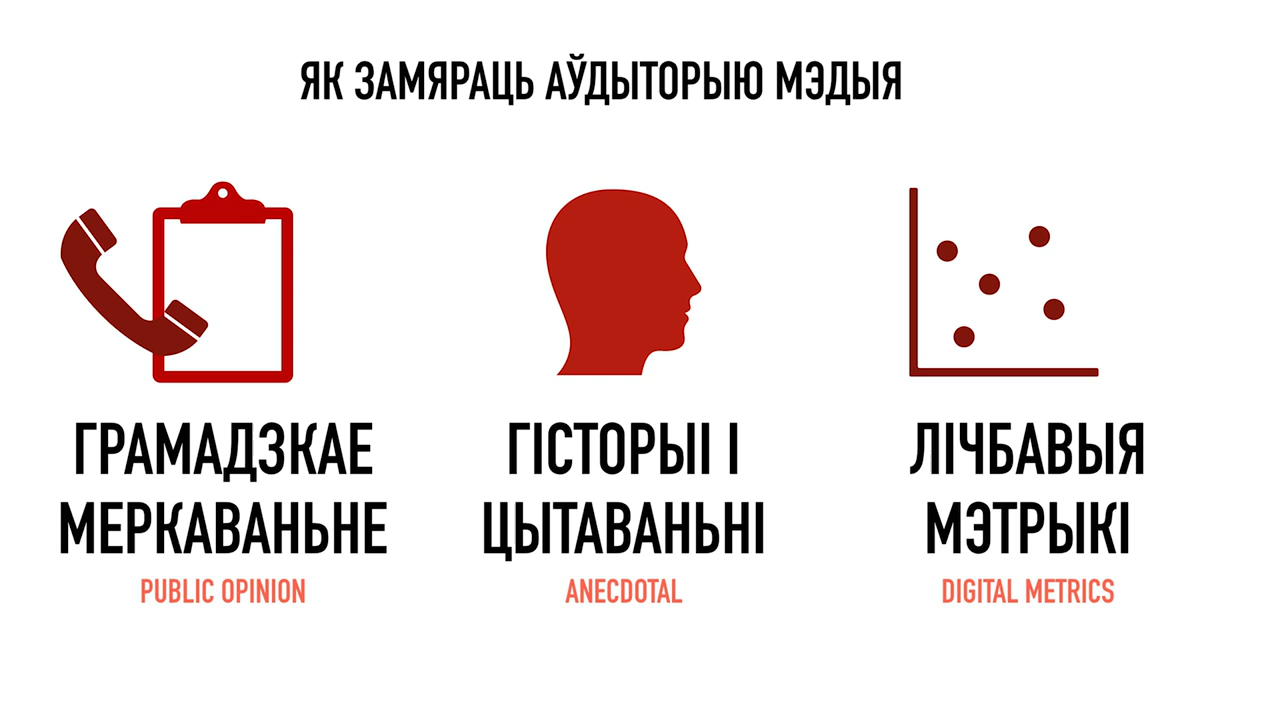 ЯК ЗАМЯРАЦЬ АЎДЫТОРЫЮ МЭДЫЯ
ГРАМАДЗКАЕ
МЕРКАВАНЬНЕ
PUBLIC OPINION
ГІСТОРЫІ І
ЦЫТАВАНЬНІ
ANECDOTAL
ЛІЧБАВЫЯ
МЭТРЫКІ
DIGITAL METRICS